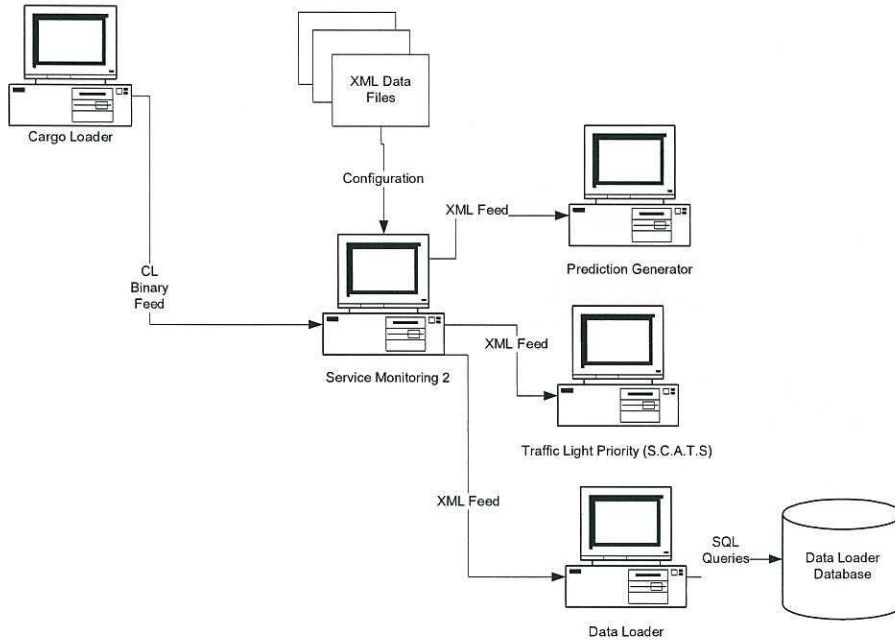 XML Data
Files
Cargo Loader
Configuration
XML Feed
Prediction Generator
CL
Binary
Feed
XML Feed
Service Monitoring 2
Traffic Light Priority (S.C.A.T.S)
XML Feed
SQL
Queries
Data Loader
Database
Data Loader